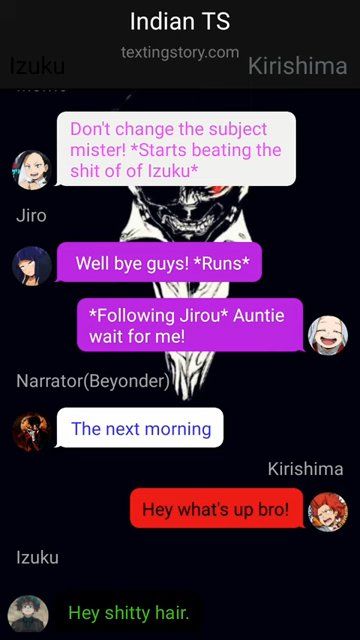 Indian TS
textingstory.com
Izuku
Kirishima
Don't change the subject
mister! *Starts beating the
shit of of Izuku*
Jiro
Well bye guys! *Runs*
*Following Jirou* Auntie
wait for me!
Narrator(Beyonder)
The next morning
Kirishima
Hey what's up bro!
Izuku
Hey shitty hair.